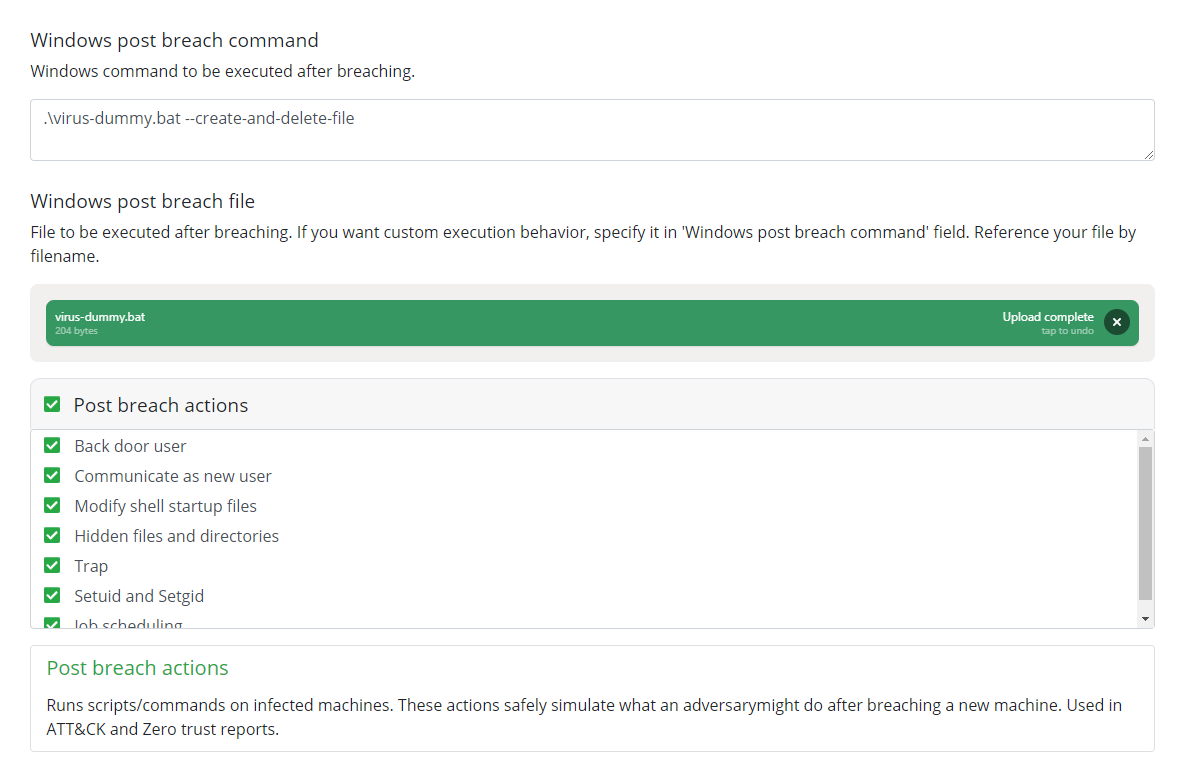 Windows post breach command
Windows command to be executed after breaching.
.\virus-dummy.bat --create-and-delete-file
Windows post breach file
File to be executed after breaching. If you want custom execution behavior, specify it in 'Windows post breach command' field. Reference your file by
filename.
virus-dummy.bat
204 bytes
Upload complete
tap to undo
Post breach actions
Back door user
Communicate as new user
Modify shell startup files
Hidden files and directories
Trap
Setuid and Setgid
Job scheduling
Post breach actions
Runs scripts/commands on infected machines. These actions safely simulate what an adversarymight do after breaching a new machine. Used in
ATT&CK and Zero trust reports.